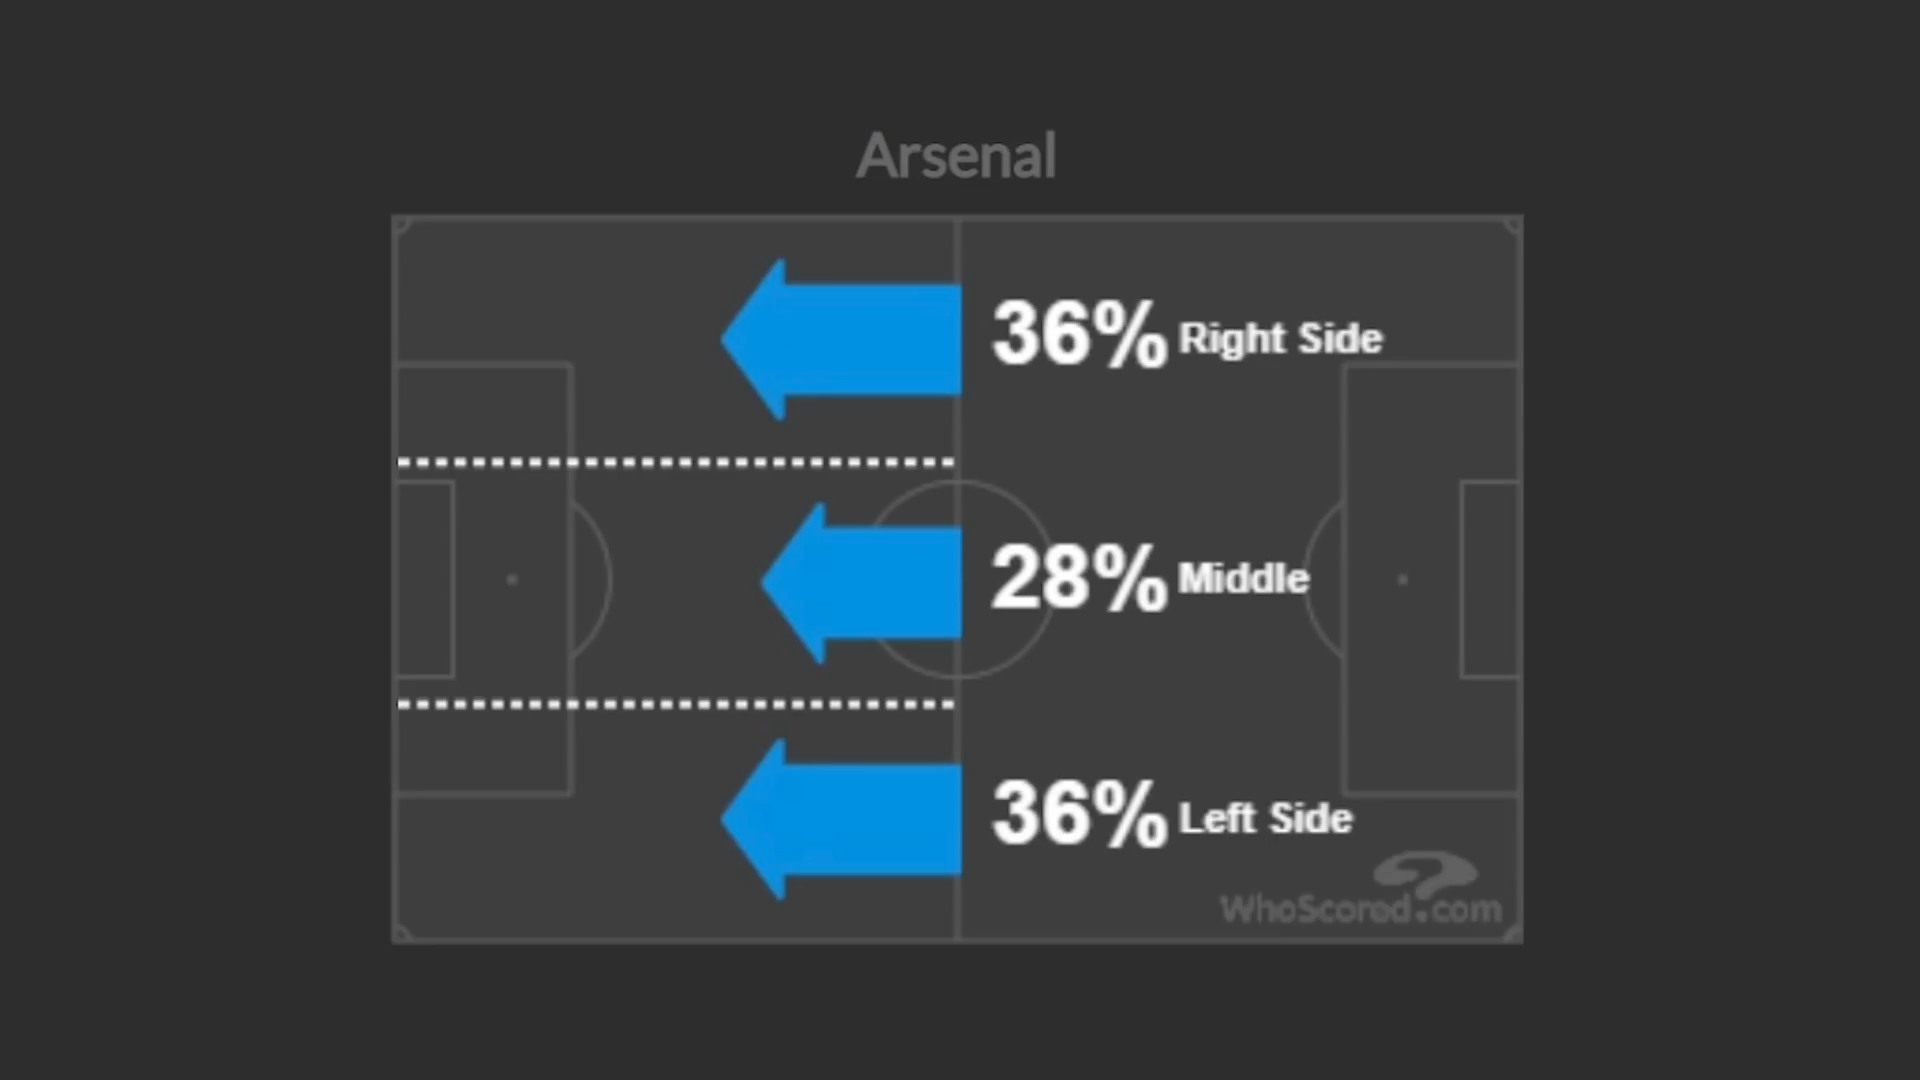 Arsenal
36% Right Side
28% Middle
36% Left Side
WhoScored.com